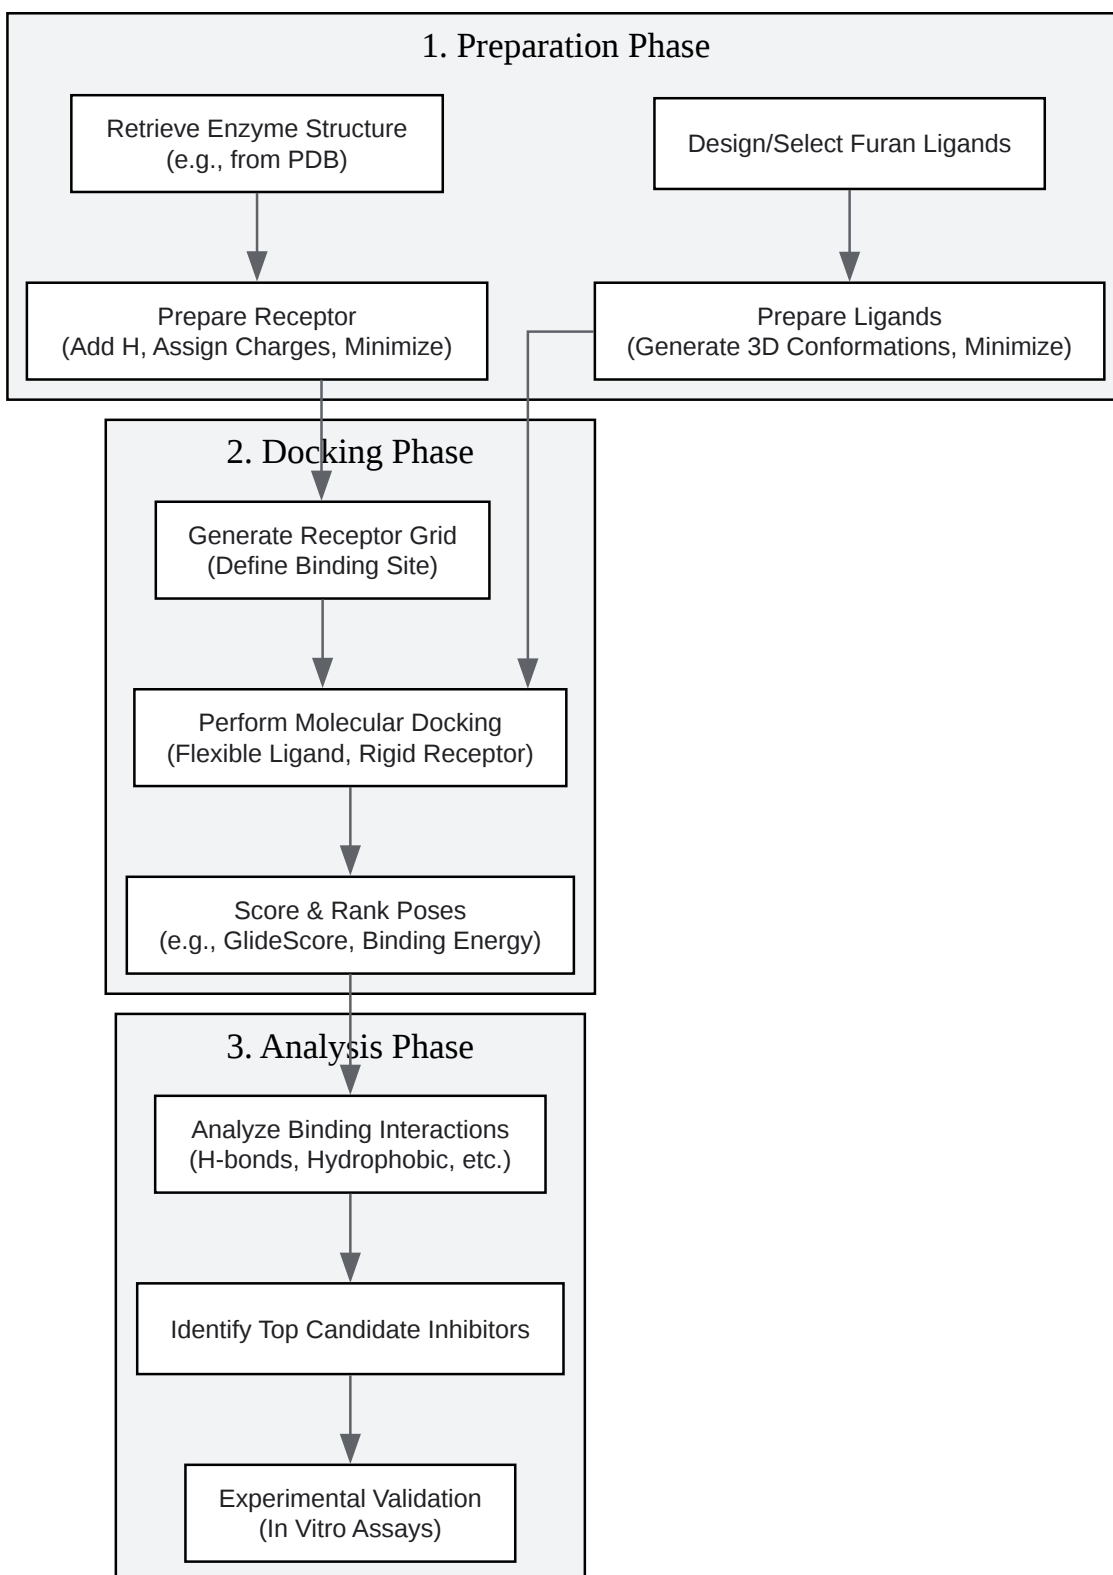 1. Preparation Phase
Retrieve Enzyme Structure
(e.g., from PDB)
Design/Select Furan Ligands
Prepare Receptor
(Add H, Assign Charges, Minimize)
Prepare Ligands
(Generate 3D Conformations, Minimize)
2. Docking Phase
Generate Receptor Grid
(Define Binding Site)
Perform Molecular Docking
(Flexible Ligand, Rigid Receptor)
Score & Rank Poses
(e.g., GlideScore, Binding Energy)
3. Analysis Phase
Analyze Binding Interactions
(H-bonds, Hydrophobic, etc.)
Identify Top Candidate Inhibitors
Experimental Validation
(In Vitro Assays)